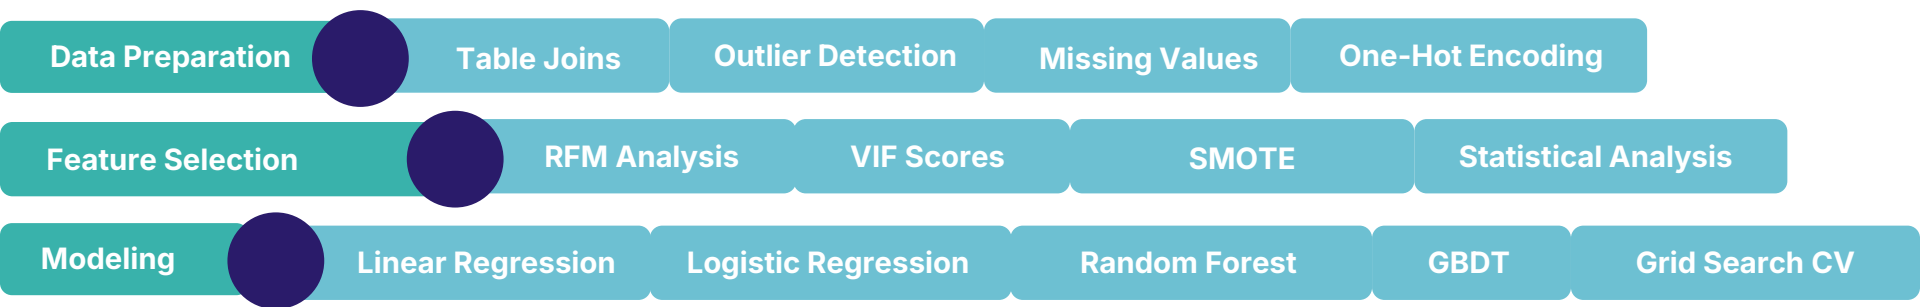 Data Preparation Table Joins Outlier Detection Missing Values One-Hot Encoding
Feature Selection RFM Analysis VIF Scores SMOTE Statistical Analysis
Modeling Linear Regression Logistic Regression Random Forest GBDT Grid Search CV